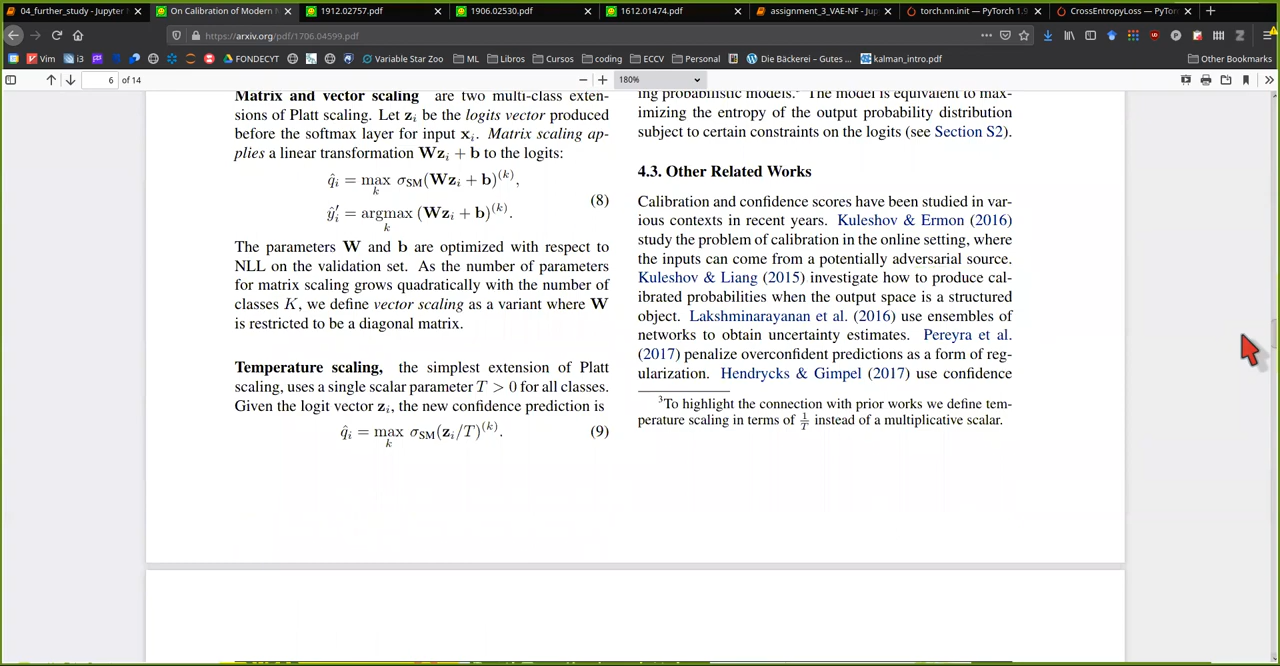 04_further_study - Jupyter N
On Calibration of Modern N
1912.02757.pdf
1906.02530.pdf
1612.01474.pdf
assignment_3_VAE-NF - Jup
torch.nn.init — PyTorch 1.9
CrossEntropyLoss — PyTor
https://arxiv.org/pdf/1706.04599.pdf
Vim
i3
FONDECYT
Variable Star Zoo
ML
Libros
Cursos
coding
ECCV
Personal
Die Bäckerei – Gutes ...
kalman_intro.pdf
Other Bookmarks
6 of 14
180%
Matrix and vector scaling are two multi-class exten-
sions of Platt scaling. Let zᵢ be the logits vector produced
before the softmax layer for input xᵢ. Matrix scaling ap-
plies a linear transformation Wzᵢ + b to the logits:
q̂ᵢ = max σSM(Wzᵢ + b)⁽ᵏ⁾,
k
(8)
ŷ′ᵢ = argmax (Wzᵢ + b)⁽ᵏ⁾.
k
The parameters W and b are optimized with respect to
NLL on the validation set. As the number of parameters
for matrix scaling grows quadratically with the number of
classes K, we define vector scaling as a variant where W
is restricted to be a diagonal matrix.
Temperature scaling, the simplest extension of Platt
scaling, uses a single scalar parameter T > 0 for all classes.
Given the logit vector zᵢ, the new confidence prediction is
q̂ᵢ = max σSM(zᵢ/T)⁽ᵏ⁾. (9)
k
ing probabilistic models.³ The model is equivalent to max-
imizing the entropy of the output probability distribution
subject to certain constraints on the logits (see Section S2).
4.3. Other Related Works
Calibration and confidence scores have been studied in var-
ious contexts in recent years. Kuleshov & Ermon (2016)
study the problem of calibration in the online setting, where
the inputs can come from a potentially adversarial source.
Kuleshov & Liang (2015) investigate how to produce cal-
ibrated probabilities when the output space is a structured
object. Lakshminarayanan et al. (2016) use ensembles of
networks to obtain uncertainty estimates. Pereyra et al.
(2017) penalize overconfident predictions as a form of reg-
ularization. Hendrycks & Gimpel (2017) use confidence
³To highlight the connection with prior works we define tem-
perature scaling in terms of 1/T instead of a multiplicative scalar.